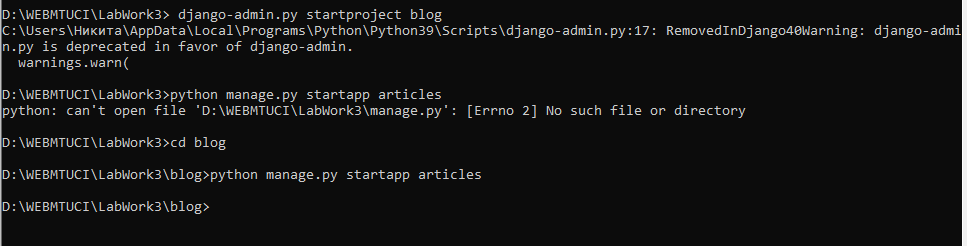 D:\WEBMTUCI\LabWork3> django-admin.py startproject blog
C:\Users\Никита\AppData\Local\Programs\Python\Python39\Scripts\django-admin.py:17: RemovedInDjango40Warning: django-admi
n.py is deprecated in favor of django-admin.
  warnings.warn(
D:\WEBMTUCI\LabWork3>python manage.py startapp articles
python: can't open file 'D:\WEBMTUCI\LabWork3\manage.py': [Errno 2] No such file or directory
D:\WEBMTUCI\LabWork3>cd blog
D:\WEBMTUCI\LabWork3\blog>python manage.py startapp articles
D:\WEBMTUCI\LabWork3\blog>